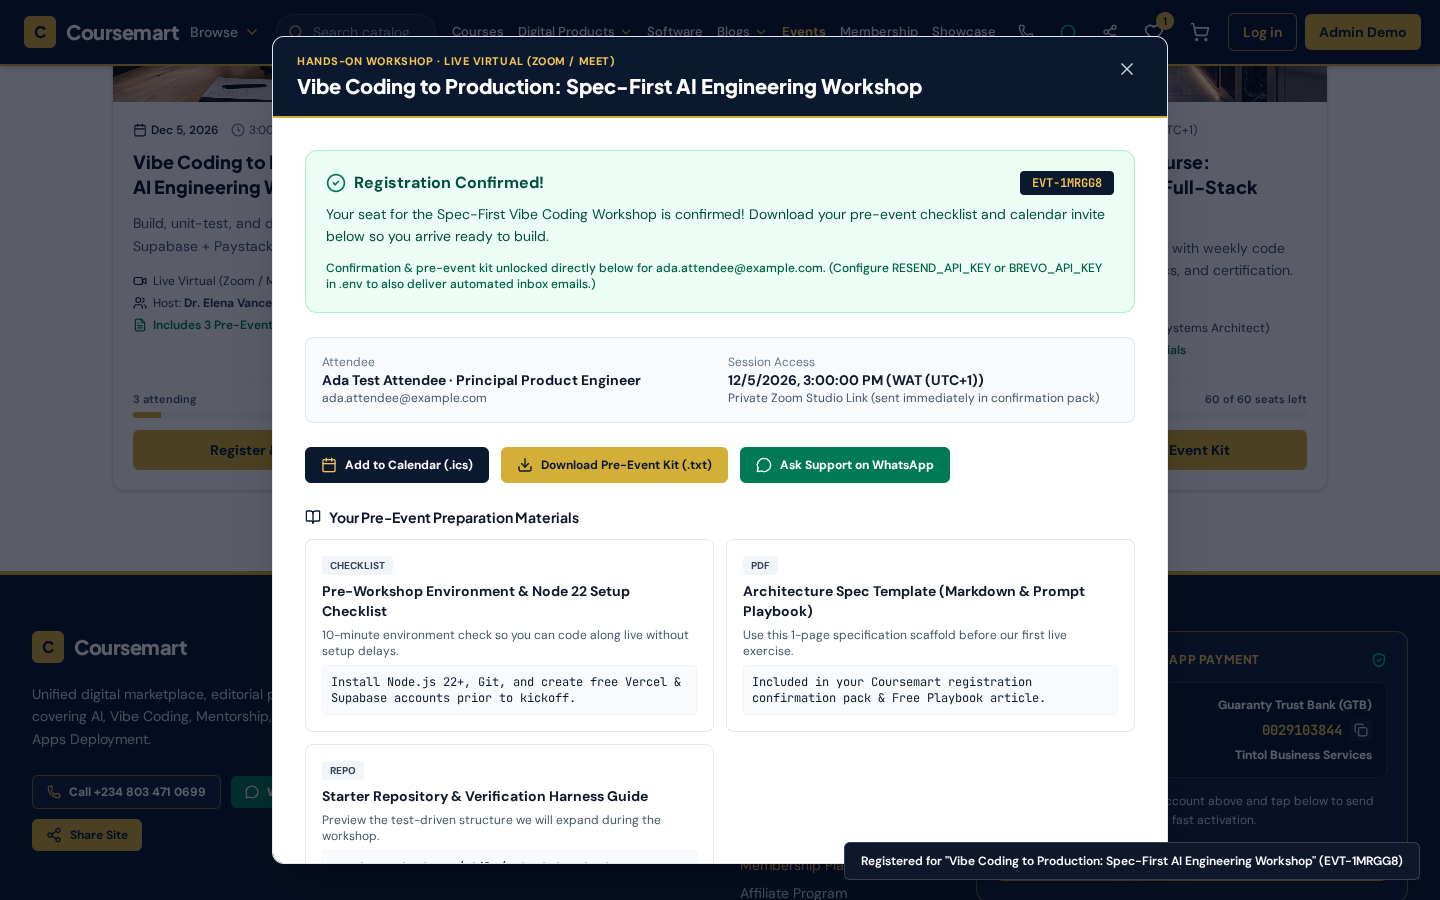 C Coursemart Browse Search catalog Courses Digital Products Software Blogs Events Membership Showcase 1 Log in Admin Demo
HANDS-ON WORKSHOP · LIVE VIRTUAL (ZOOM / MEET)
Vibe Coding to Production: Spec-First AI Engineering Workshop
Registration Confirmed!
EVT-1MRGG8
Your seat for the Spec-First Vibe Coding Workshop is confirmed! Download your pre-event checklist and calendar invite
below so you arrive ready to build.
Confirmation & pre-event kit unlocked directly below for ada.attendee@example.com. (Configure RESEND_API_KEY or BREVO_API_KEY
in .env to also deliver automated inbox emails.)
Attendee
Ada Test Attendee · Principal Product Engineer
ada.attendee@example.com
Session Access
12/5/2026, 3:00:00 PM (WAT (UTC+1))
Private Zoom Studio Link (sent immediately in confirmation pack)
Add to Calendar (.ics)
Download Pre-Event Kit (.txt)
Ask Support on WhatsApp
Your Pre-Event Preparation Materials
CHECKLIST
Pre-Workshop Environment & Node 22 Setup
Checklist
10-minute environment check so you can code along live without
setup delays.
Install Node.js 22+, Git, and create free Vercel &
Supabase accounts prior to kickoff.
PDF
Architecture Spec Template (Markdown & Prompt
Playbook)
Use this 1-page specification scaffold before our first live
exercise.
Included in your Coursemart registration
confirmation pack & Free Playbook article.
REPO
Starter Repository & Verification Harness Guide
Preview the test-driven structure we will expand during the
workshop.
Registered for "Vibe Coding to Production: Spec-First AI Engineering Workshop" (EVT-1MRGG8)
Dec 5, 2026 3:00
Vibe Coding to
AI Engineering
Build, unit-test, and
Supabase + Paystack
Live Virtual (Zoom / M
Host: Dr. Elena Vance
Includes 3 Pre-Event
3 attending
Register
TC+1)
urse:
Full-Stack
with weekly code
s, and certification.
ystems Architect)
ials
60 of 60 seats left
Event Kit
C Coursemart
Unified digital marketplace, editorial
covering AI, Vibe Coding, Mentorship,
Apps Deployment.
Call +234 803 471 0699
Share Site
Affiliate Program
APP PAYMENT
Guaranty Trust Bank (GTB)
0029103844
Tintol Business Services
account above and tap below to send
fast activation.